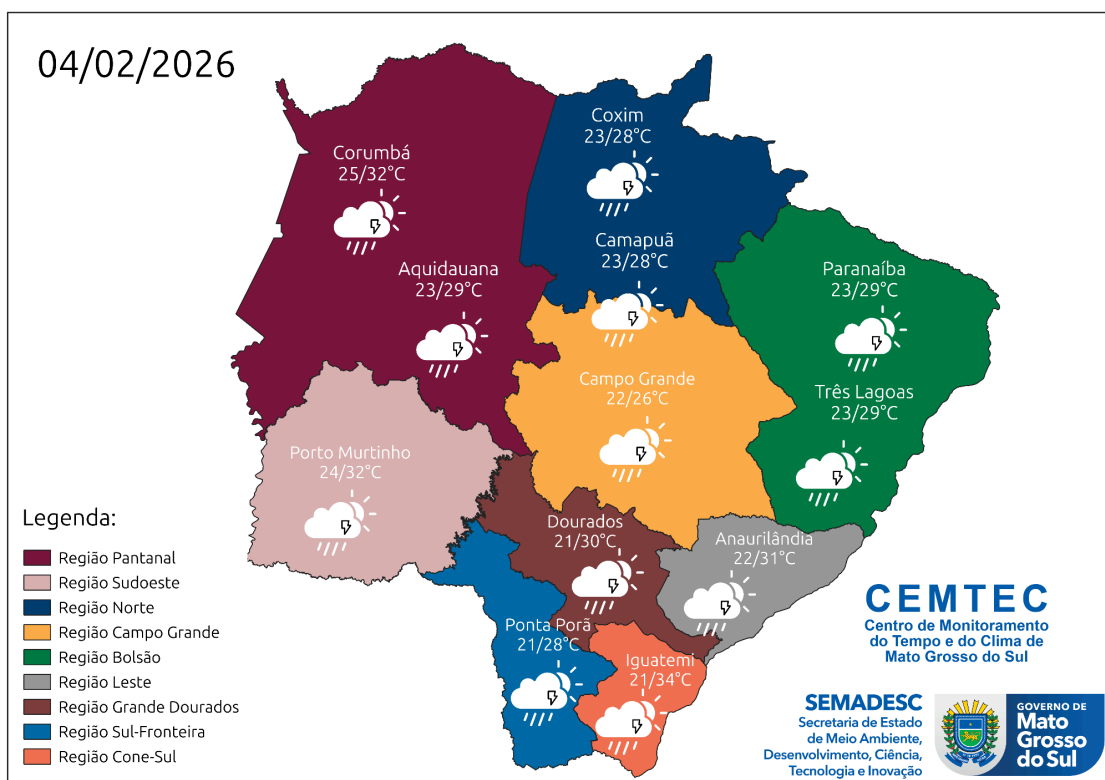 04/02/2026
Coxim
23/28°C
Corumbá
25/32°C
Camapuã
23/28°C
Aquidauana
23/29°C
Paranaíba
23/29°C
Campo Grande
22/26°C
Três Lagoas
23/29°C
Porto Murtinho
24/32°C
Dourados
21/30°C
Anaurilândia
22/31°C
Ponta Porã
21/28°C
Iguatemi
21/34°C
Legenda:
Região Pantanal
Região Sudoeste
Região Norte
Região Campo Grande
Região Bolsão
Região Leste
Região Grande Dourados
Região Sul-Fronteira
Região Cone-Sul
CEMTEC
Centro de Monitoramento
do Tempo e do Clima de
Mato Grosso do Sul
SEMADESC
Secretaria de Estado
de Meio Ambiente,
Desenvolvimento, Ciência,
Tecnologia e Inovação
GOVERNO DE
Mato
Grosso
do Sul